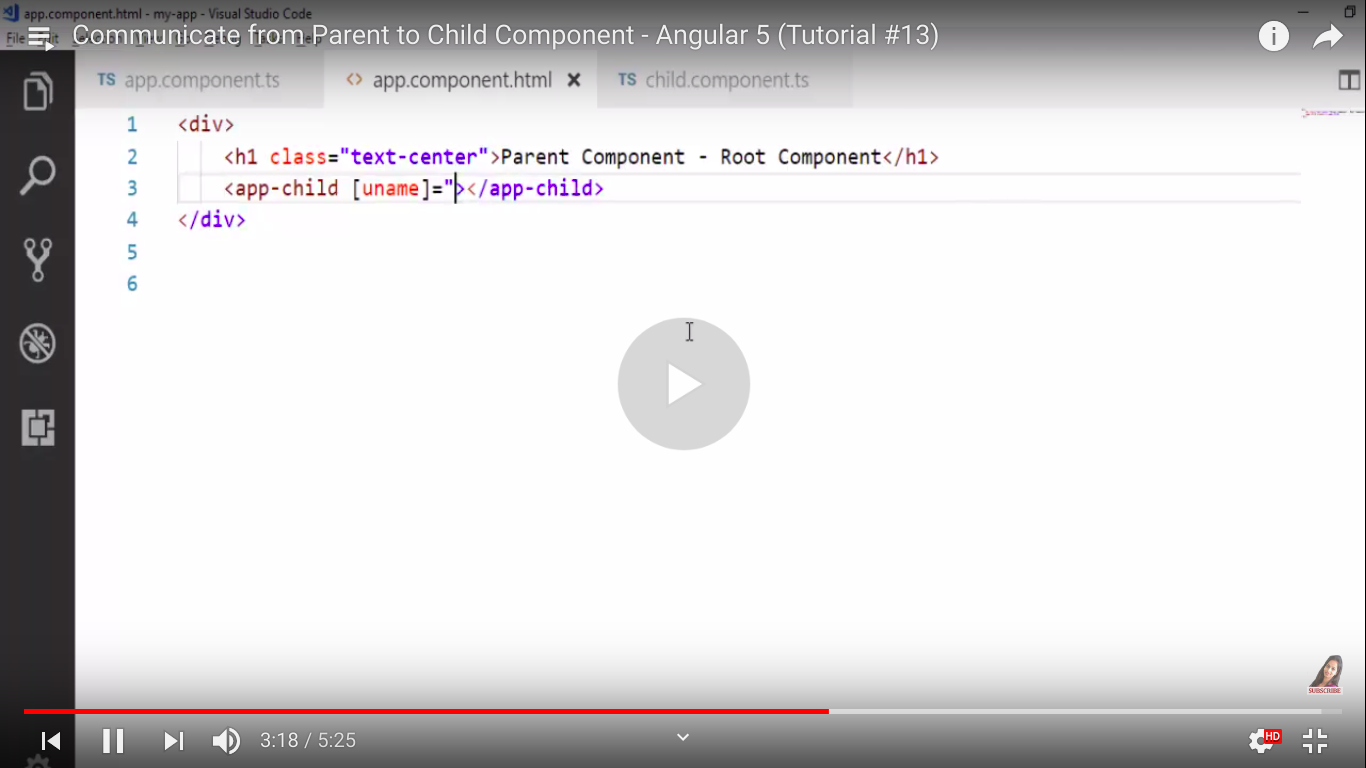 app.component.html - my-app - Visual Studio Code
File
Communicate from Parent to Child Component - Angular 5 (Tutorial #13)
TS app.component.ts
<> app.component.html
TS child.component.ts
1 <div>
2 <h1 class="text-center">Parent Component - Root Component</h1>
3 <app-child [uname]="></app-child>
4 </div>
5
6
SUBSCRIBE
3:18 / 5:25
HD